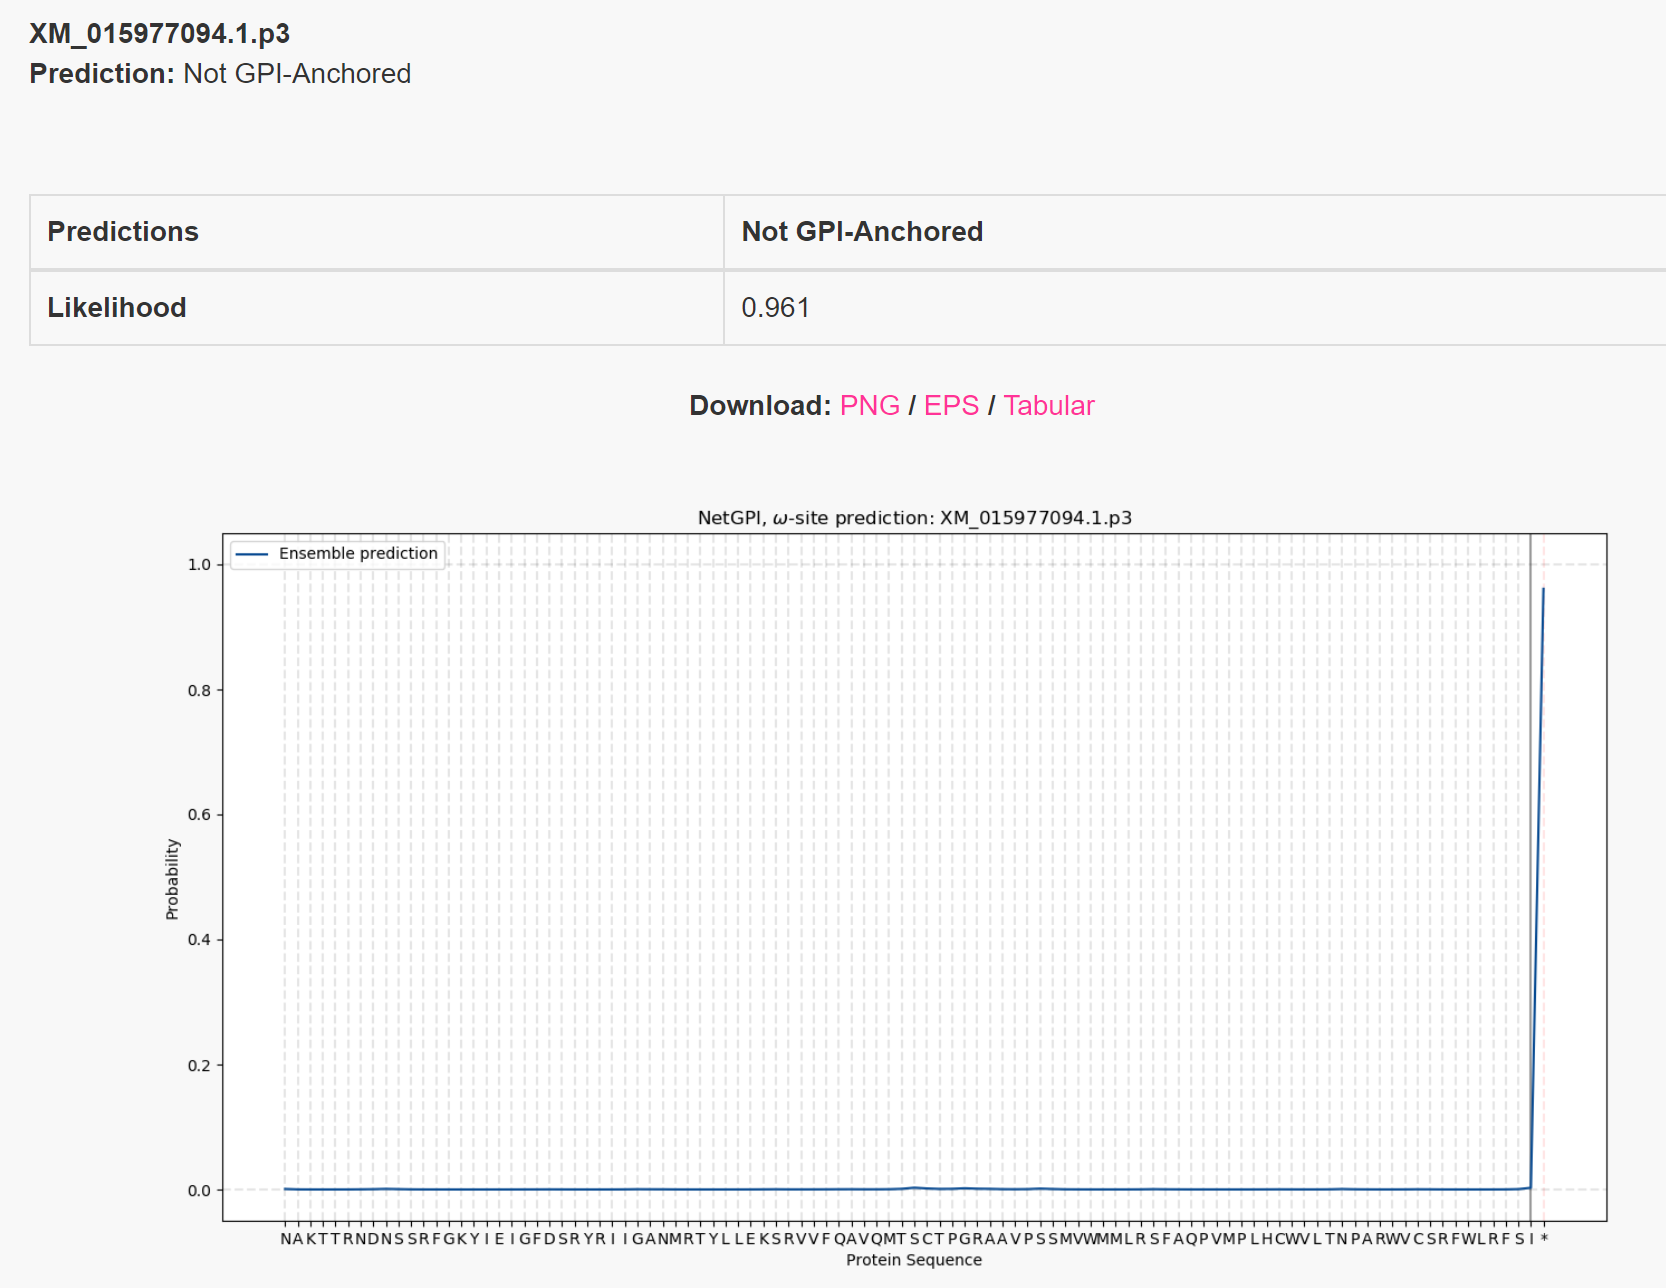 XM_015977094.1.p3
Prediction: Not GPI-Anchored
Predictions Not GPI-Anchored
Likelihood 0.961
Download: PNG / EPS / Tabular
NetGPI, ω-site prediction: XM_015977094.1.p3
Ensemble prediction
1.0
0.8
0.6
0.4
0.2
0.0
Probability
N A K T T R N D N S S R F G K Y I E I G F D S R Y R I I G A N M R T Y L L E K S R V V F Q A V Q M T S C T P G R A A V P S S M V W M M L R S F A Q P V M P L H C W V L T N P A R W V C S R F W L R F S I *
Protein Sequence